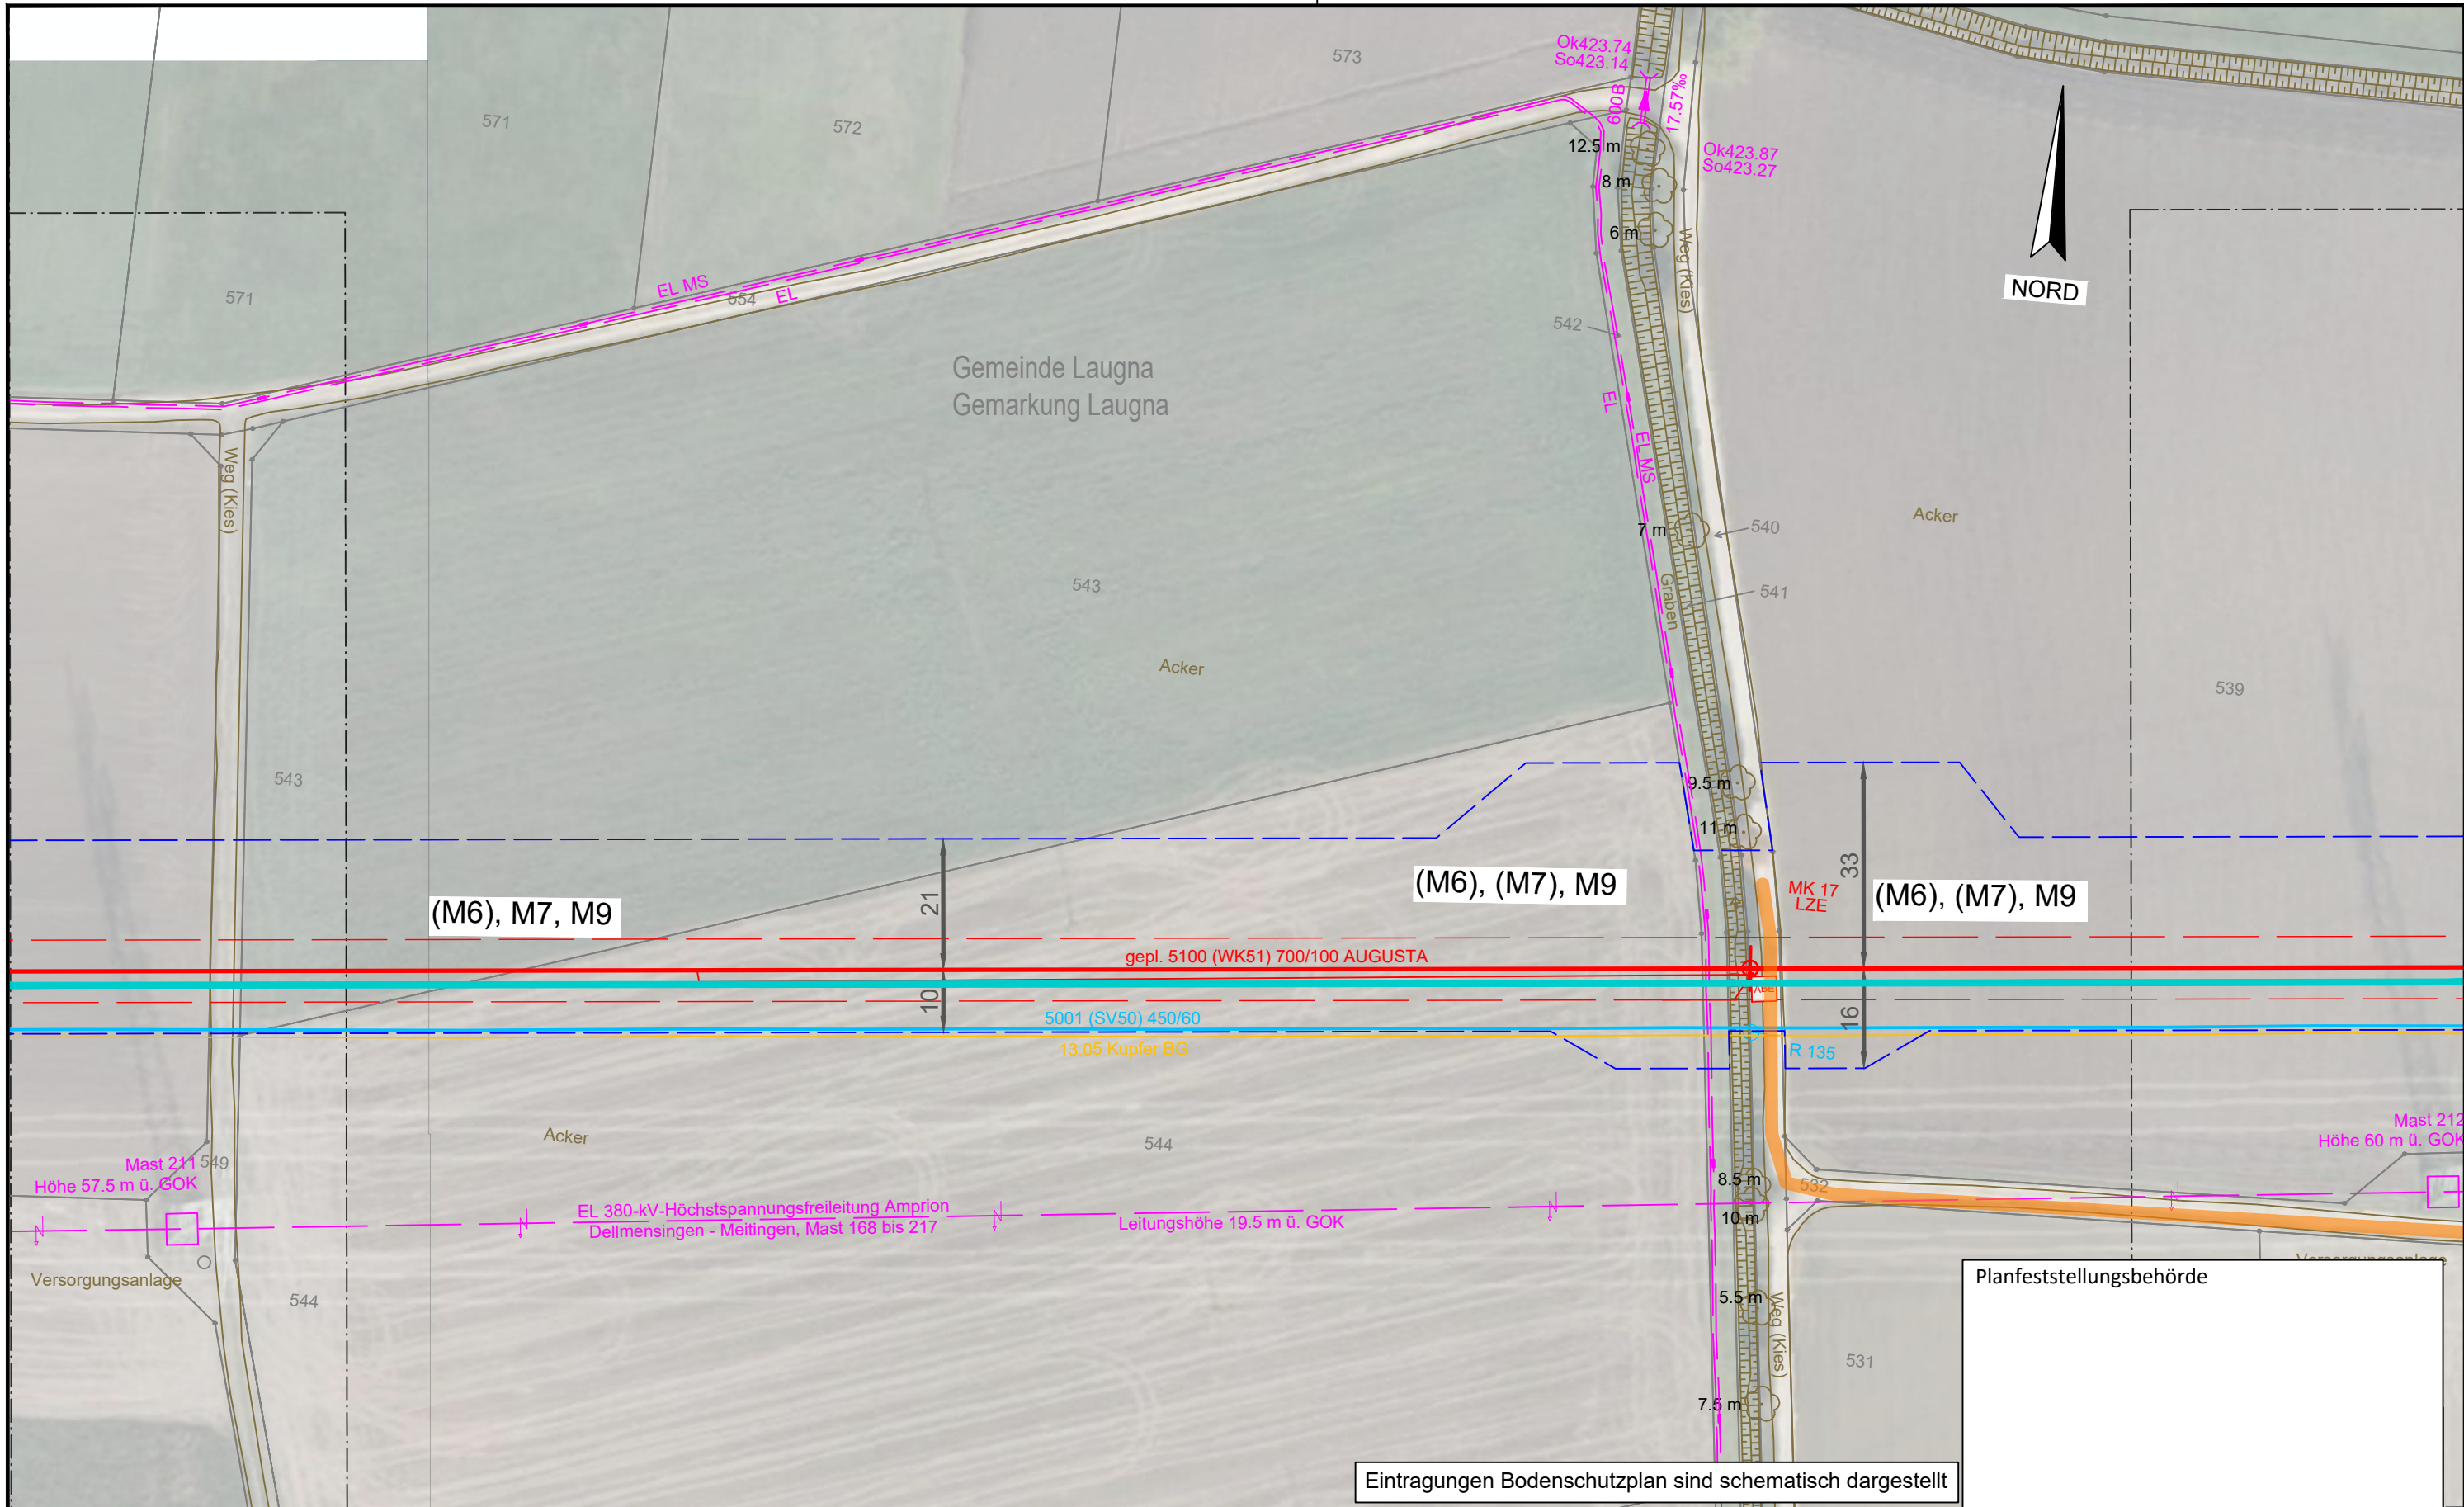 573
Ok423.74
So423.14
600B
17.57‰
571
572
12.5 m
Ok423.87
So423.27
8 m
6 m
Weg (Kies)
NORD
571
EL MS
554
EL
542
Gemeinde Laugna
Gemarkung Laugna
EL
EL MS
Weg (Kies)
7 m
540
Acker
543
Graben
541
Acker
539
543
9.5 m
11 m
33
(M6), (M7), M9
MK 17
LZE
(M6), (M7), M9
21
(M6), M7, M9
gepl. 5100 (WK51) 700/100 AUGUSTA
ABE
10
5001 (SV50) 450/60
16
13.05 Kupfer BG
R 135
Acker
544
Mast 211
549
Höhe 57.5 m ü. GOK
Mast 212
Höhe 60 m ü. GOK
8.5 m
532
EL 380-kV-Höchstspannungsfreileitung Amprion
Dellmensingen - Meitingen, Mast 168 bis 217
Leitungshöhe 19.5 m ü. GOK
10 m
Versorgungsanlage
Versorgungsanlage
544
Planfeststellungsbehörde
5.5 m
Weg (Kies)
531
7.5 m
Eintragungen Bodenschutzplan sind schematisch dargestellt